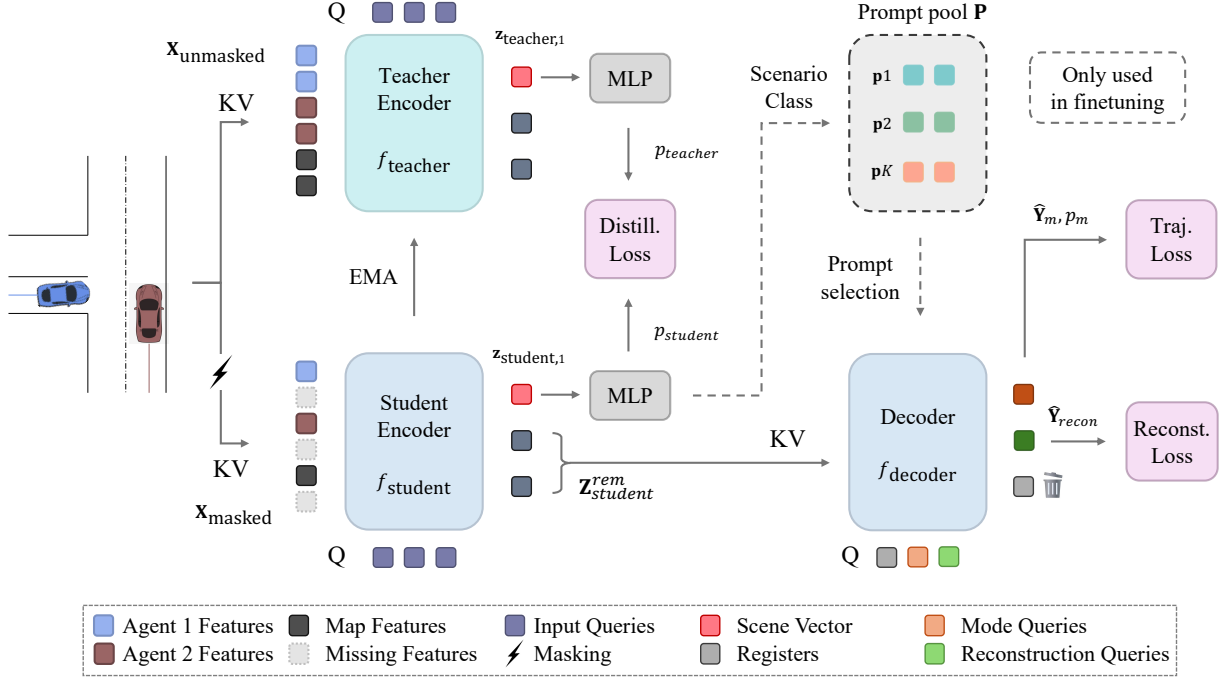 Q
Prompt pool P
X_unmasked
KV
Teacher
Encoder
f_teacher
z_teacher,1
MLP
Scenario
Class
p1
p2
pK
Only used
in finetuning
p_teacher
Distill.
Loss
EMA
Prompt
selection
Ŷ_m, p_m
Traj.
Loss
p_student
z_student,1
Student
Encoder
f_student
MLP
KV
X_masked
Q
Z_student^rem
KV
Decoder
f_decoder
Ŷ_recon
Reconst.
Loss
Q
Agent 1 Features
Map Features
Input Queries
Scene Vector
Mode Queries
Agent 2 Features
Missing Features
Masking
Registers
Reconstruction Queries